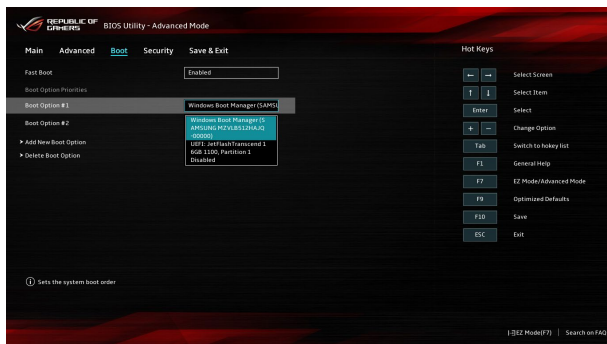 REPUBLIC OF
GAMERS
BIOS Utility - Advanced Mode
Main Advanced Boot Security Save & Exit
Hot Keys
Fast Boot
Enabled
Boot Option Priorities
Boot Option #1
Windows Boot Manager (SAMSU
Boot Option #2
Windows Boot Manager (S
AMSUNG MZVLB512HAJQ
-00000)
UEFI: JetFlashTranscend 1
6GB 1100, Partition 1
Disabled
Add New Boot Option
Delete Boot Option
← → Select Screen
↑ ↓ Select Item
Enter Select
+ - Change Option
Tab Switch to hokey list
F1 General Help
F7 EZ Mode/Advanced Mode
F9 Optimized Defaults
F10 Save
ESC Exit
Sets the system boot order
EZ Mode(F7) | Search on FAQ